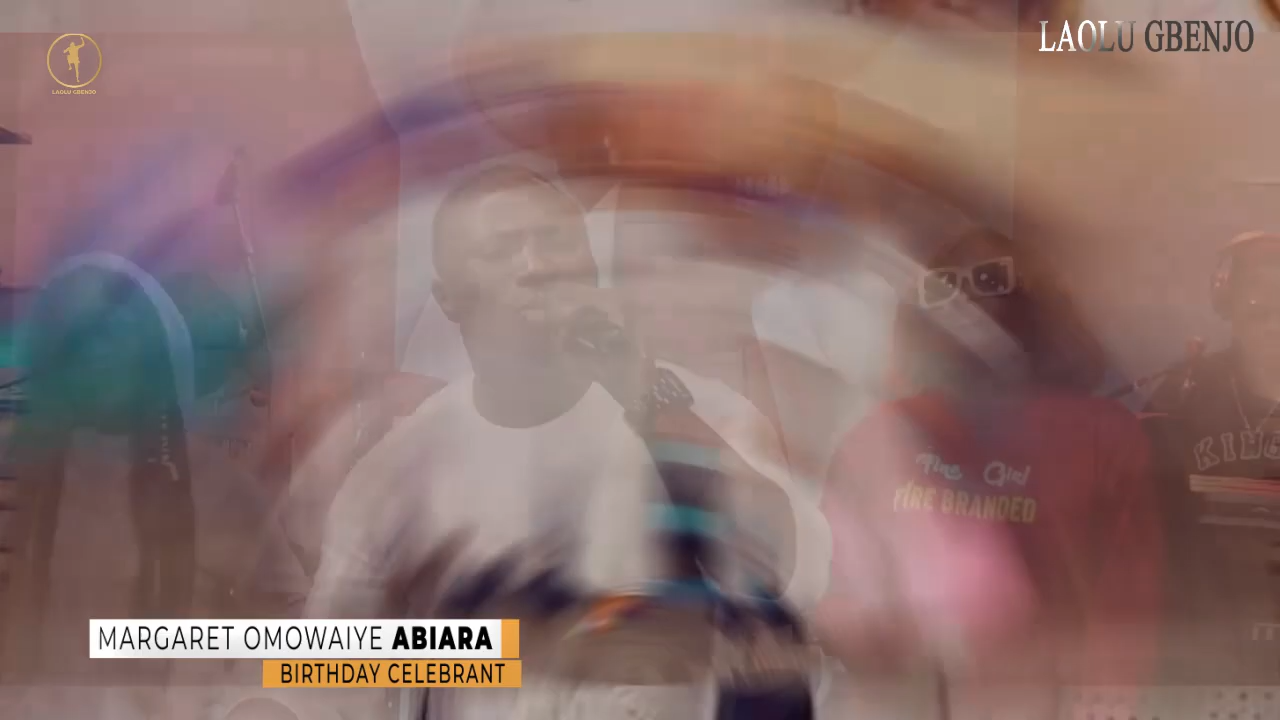 LAOLU GBENJO
LAOLU GBENJO
Fine Girl
FIRE BRANDED
KING
MARGARET OMOWAIYE ABIARA
BIRTHDAY CELEBRANT